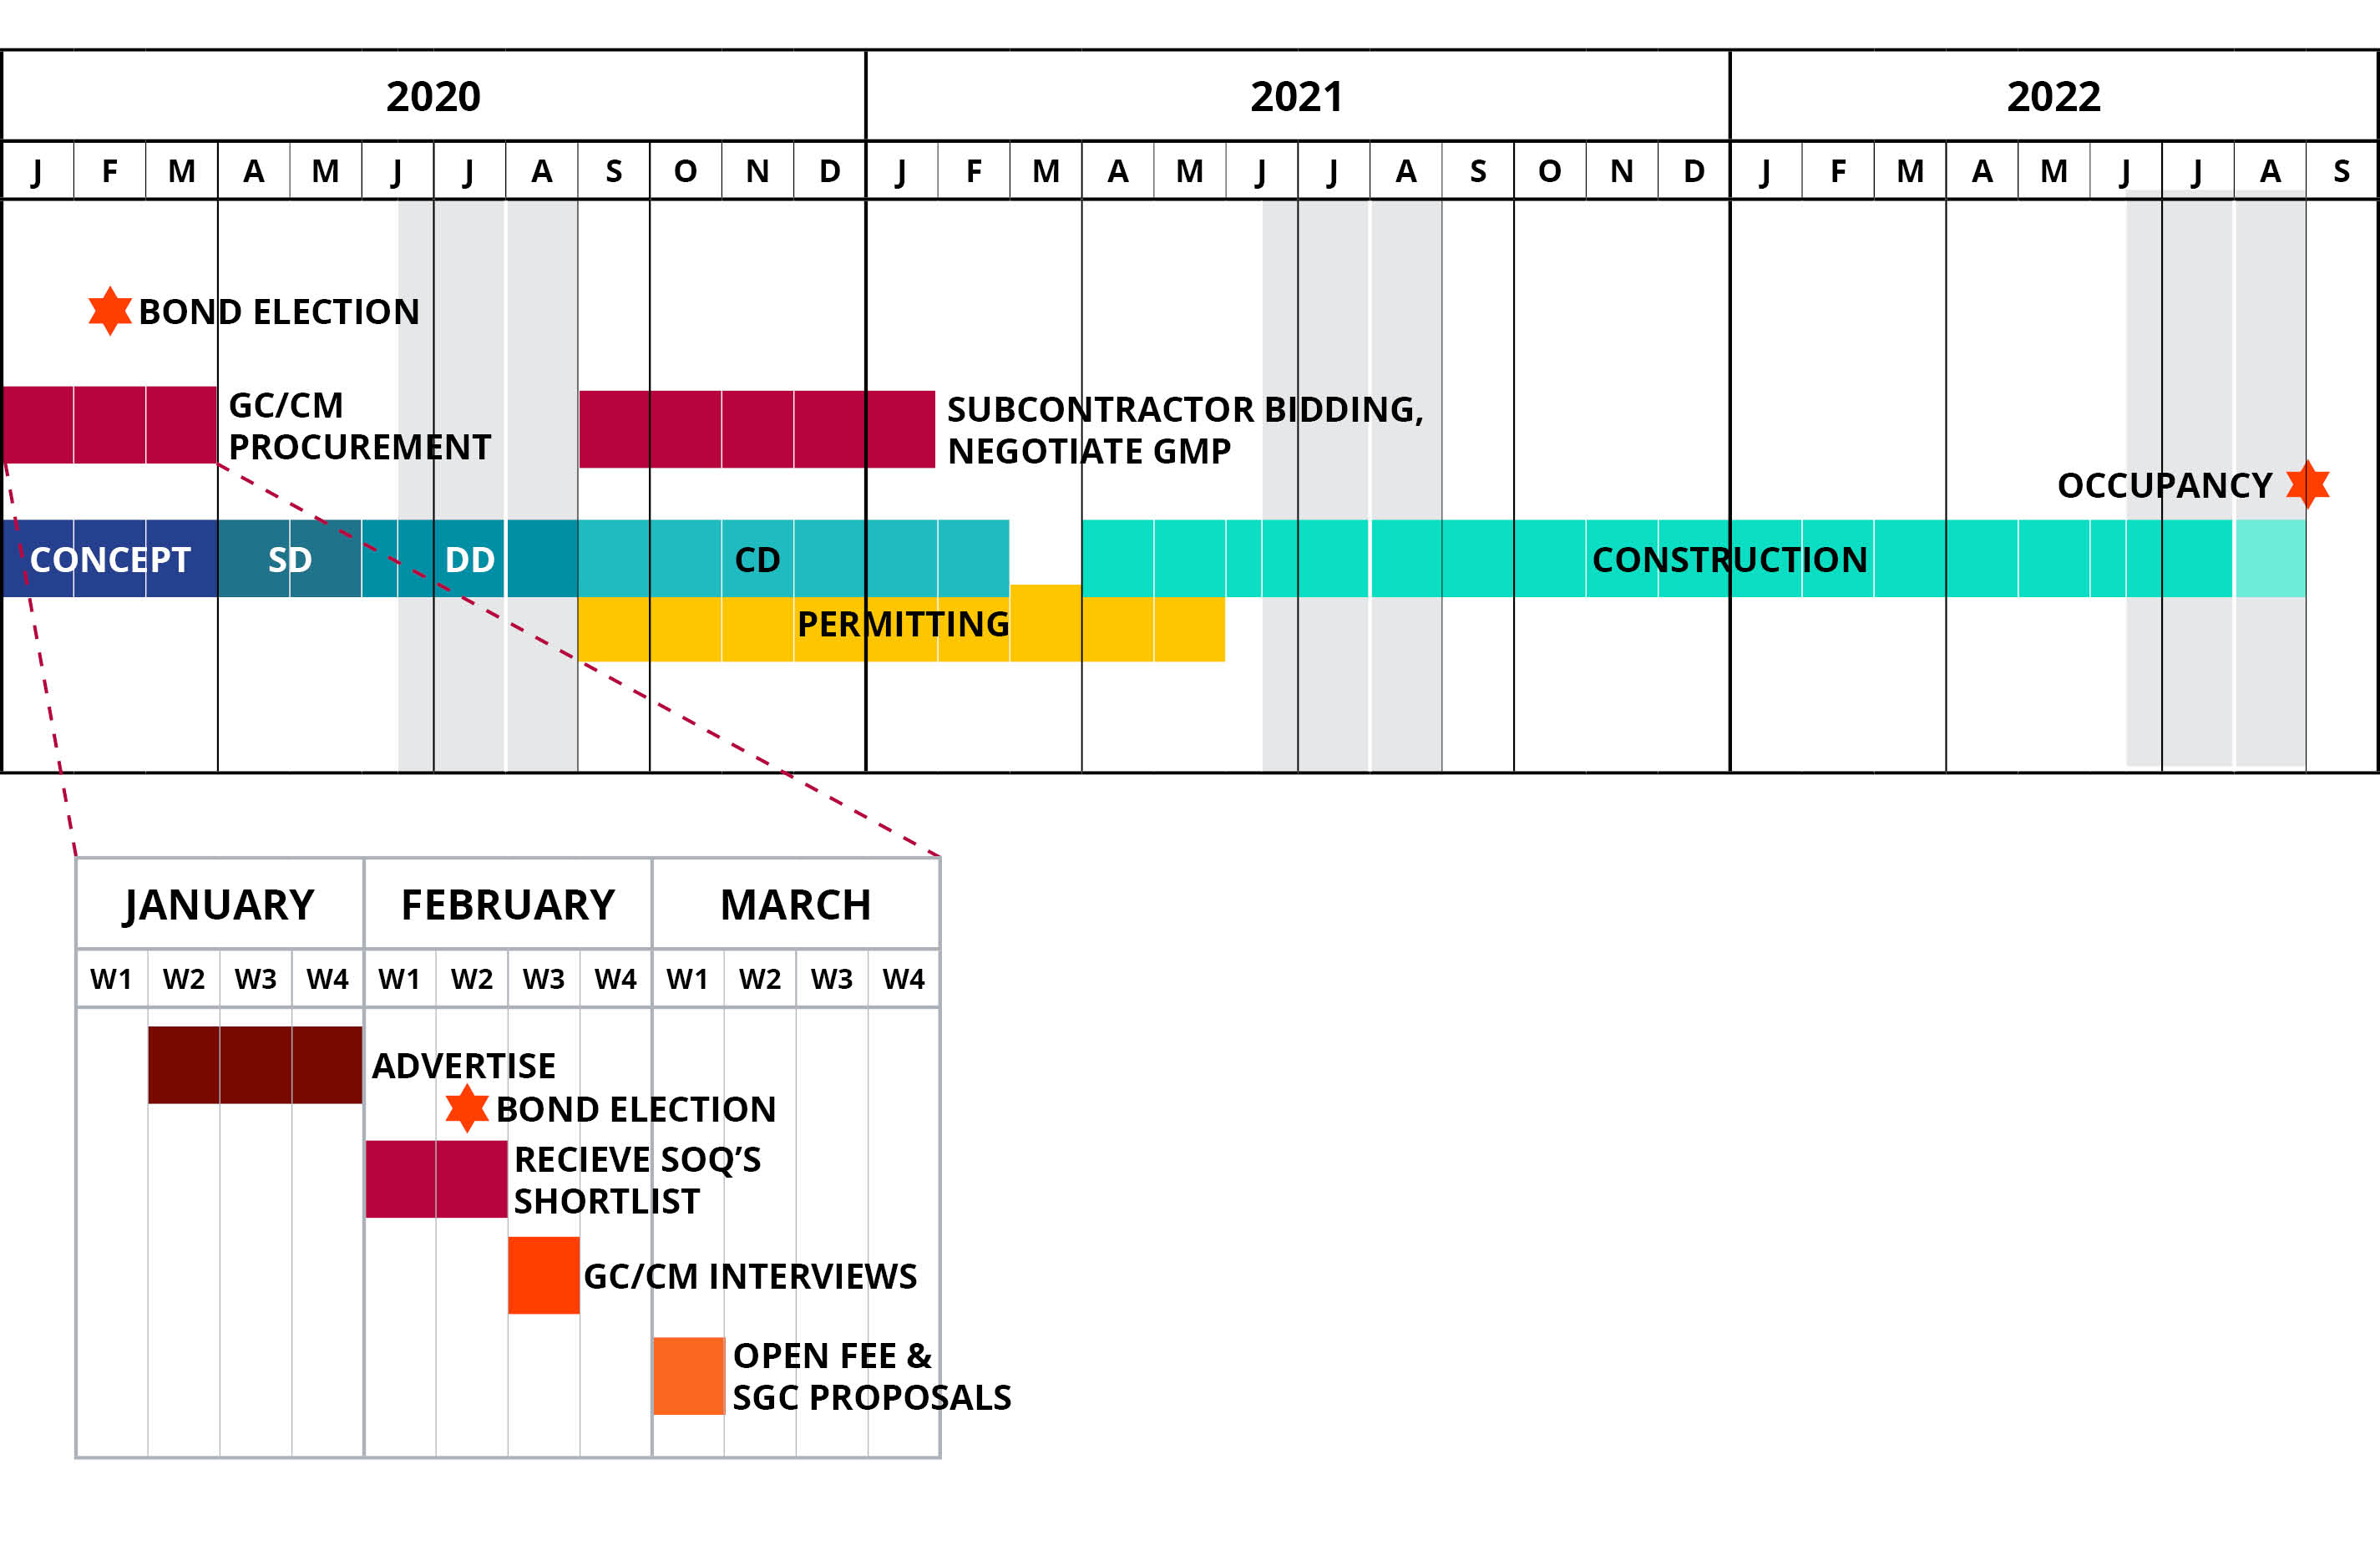 2020 2021 2022
J F M A M J J A S O N D J F M A M J J A S O N D J F M A M J J A S
BOND ELECTION
GC/CM
PROCUREMENT
SUBCONTRACTOR BIDDING,
NEGOTIATE GMP
OCCUPANCY
CONCEPT SD DD CD CONSTRUCTION
PERMITTING
JANUARY FEBRUARY MARCH
W1 W2 W3 W4 W1 W2 W3 W4 W1 W2 W3 W4
ADVERTISE
BOND ELECTION
RECIEVE SOQ’S
SHORTLIST
GC/CM INTERVIEWS
OPEN FEE &
SGC PROPOSALS